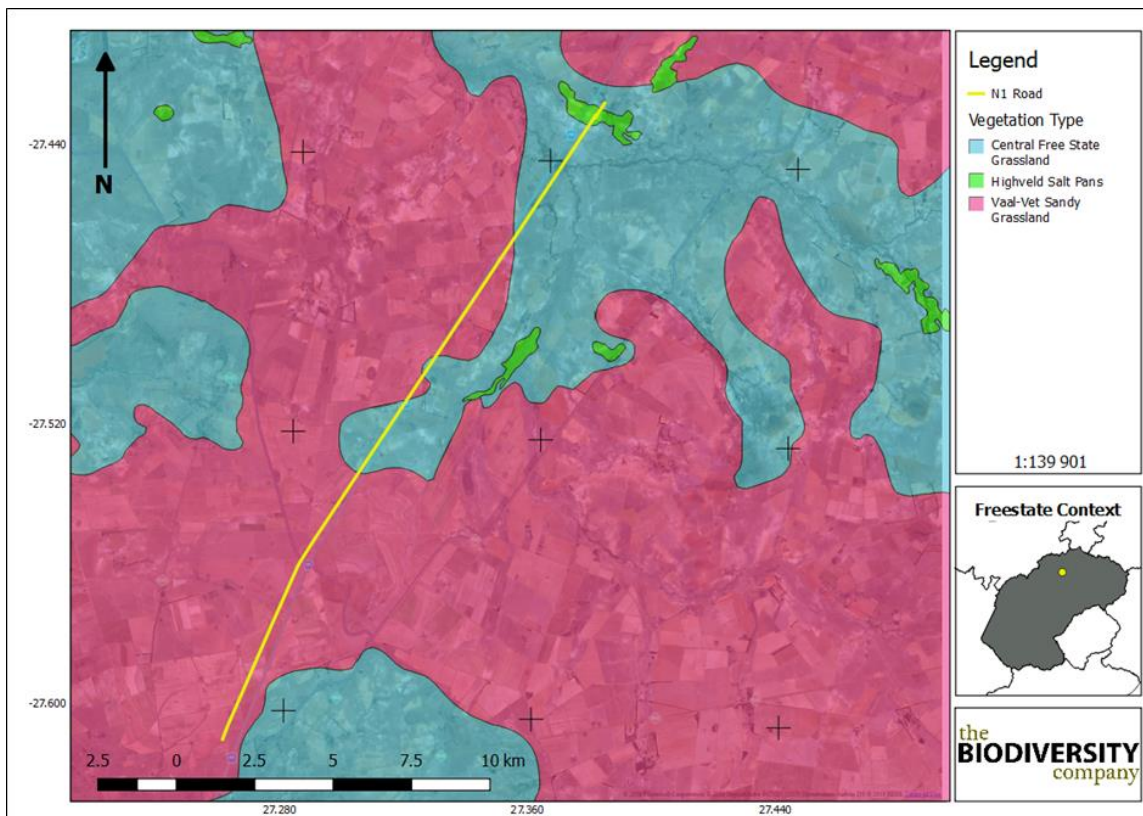 Legend
N1 Road
Vegetation Type
Central Free State
Grassland
Highveld Salt Pans
Vaal-Vet Sandy
Grassland
1:139 901
Freestate Context
the
BIODIVERSITY
company
N
-27.440
-27.520
-27.600
2.5 0 2.5 5 7.5 10 km
27.280 27.360 27.440